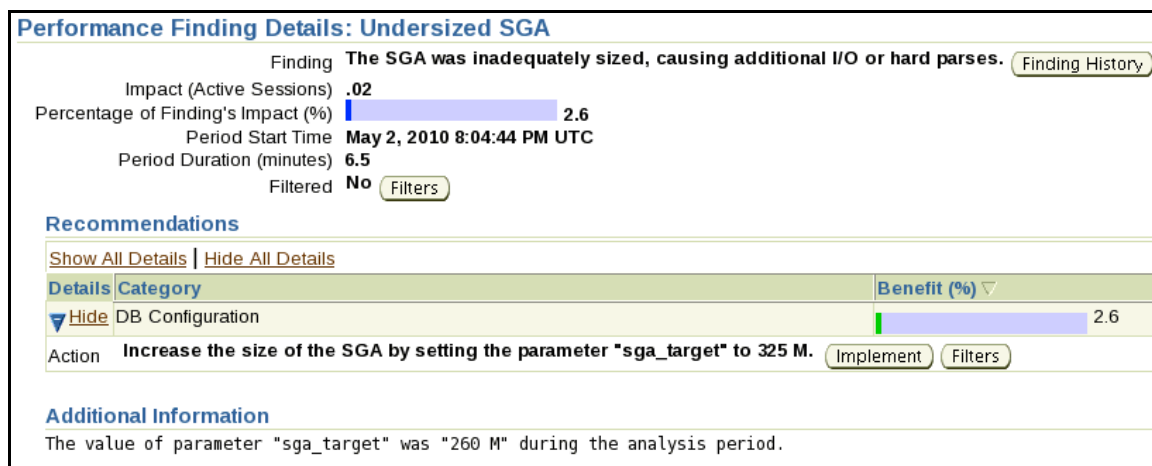 Performance Finding Details: Undersized SGA
Finding The SGA was inadequately sized, causing additional I/O or hard parses. Finding History
Impact (Active Sessions) .02
Percentage of Finding's Impact (%) 2.6
Period Start Time May 2, 2010 8:04:44 PM UTC
Period Duration (minutes) 6.5
Filtered No Filters
Recommendations
Show All Details | Hide All Details
Details Category Benefit (%)
Hide DB Configuration 2.6
Action Increase the size of the SGA by setting the parameter "sga_target" to 325 M. Implement Filters
Additional Information
The value of parameter "sga_target" was "260 M" during the analysis period.